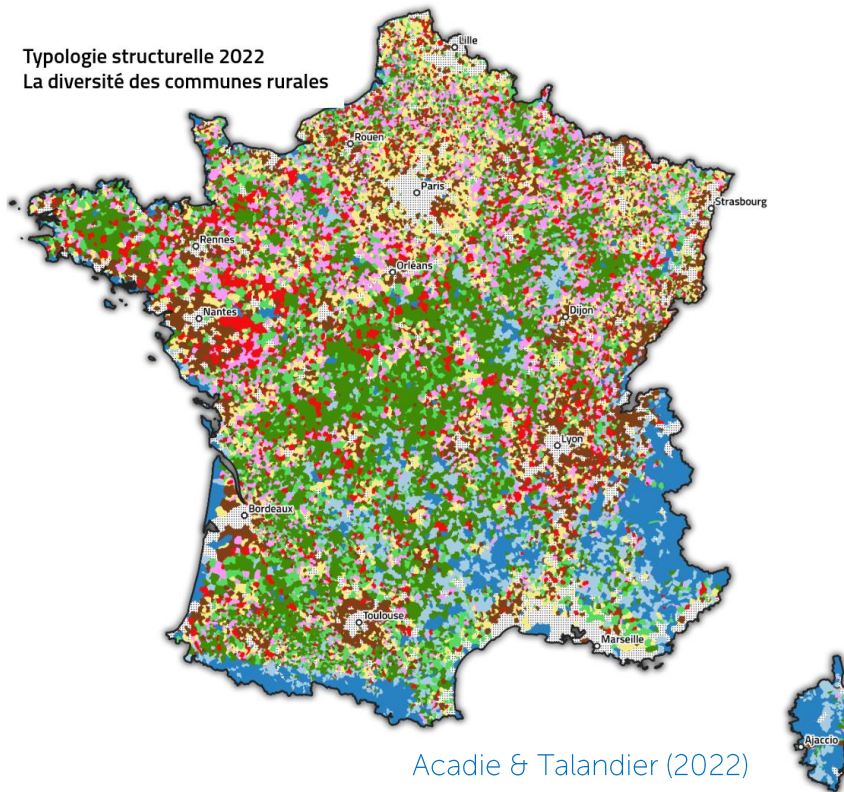 Typologie structurelle 2022
La diversité des communes rurales
Lille
Rouen
Paris
Strasbourg
Rennes
Orléans
Nantes
Dijon
Lyon
Bordeaux
Toulouse
Marseille
Ajaccio
Acadie & Talandier (2022)